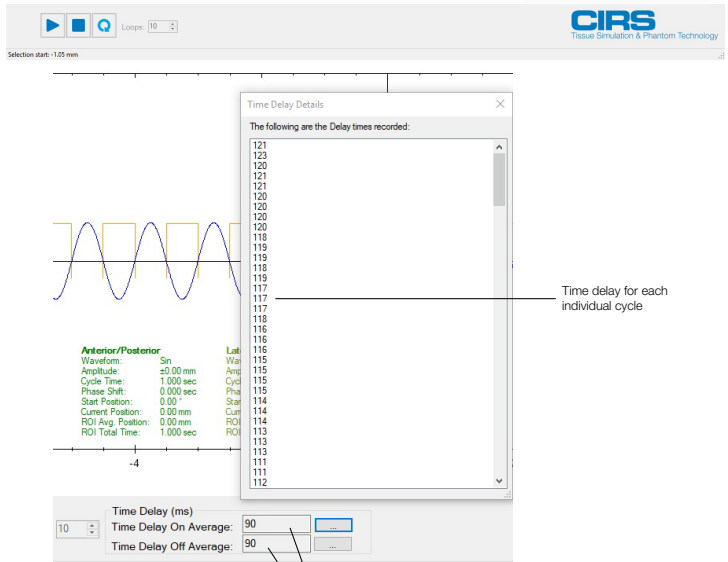 Loops: 10
CIRS
Tissue Simulation & Phantom Technology
Selection start: -1.05 mm
Time Delay Details
The following are the Delay times recorded:
121
123
120
121
121
120
120
120
120
118
119
119
118
119
117
117
117
118
116
116
116
115
115
115
115
114
114
113
113
113
111
111
112
Time delay for each
individual cycle
Anterior/Posterior
Waveform: Sin
Amplitude: ±0.00 mm
Cycle Time: 1.000 sec
Phase Shift: 0.000 sec
Start Position: 0.00 °
Current Position: 0.00 mm
ROI Avg. Position: 0.00 mm
ROI Total Time: 1.000 sec
-4
Time Delay (ms)
10
Time Delay On Average: 90 ...
Time Delay Off Average: 90 ...